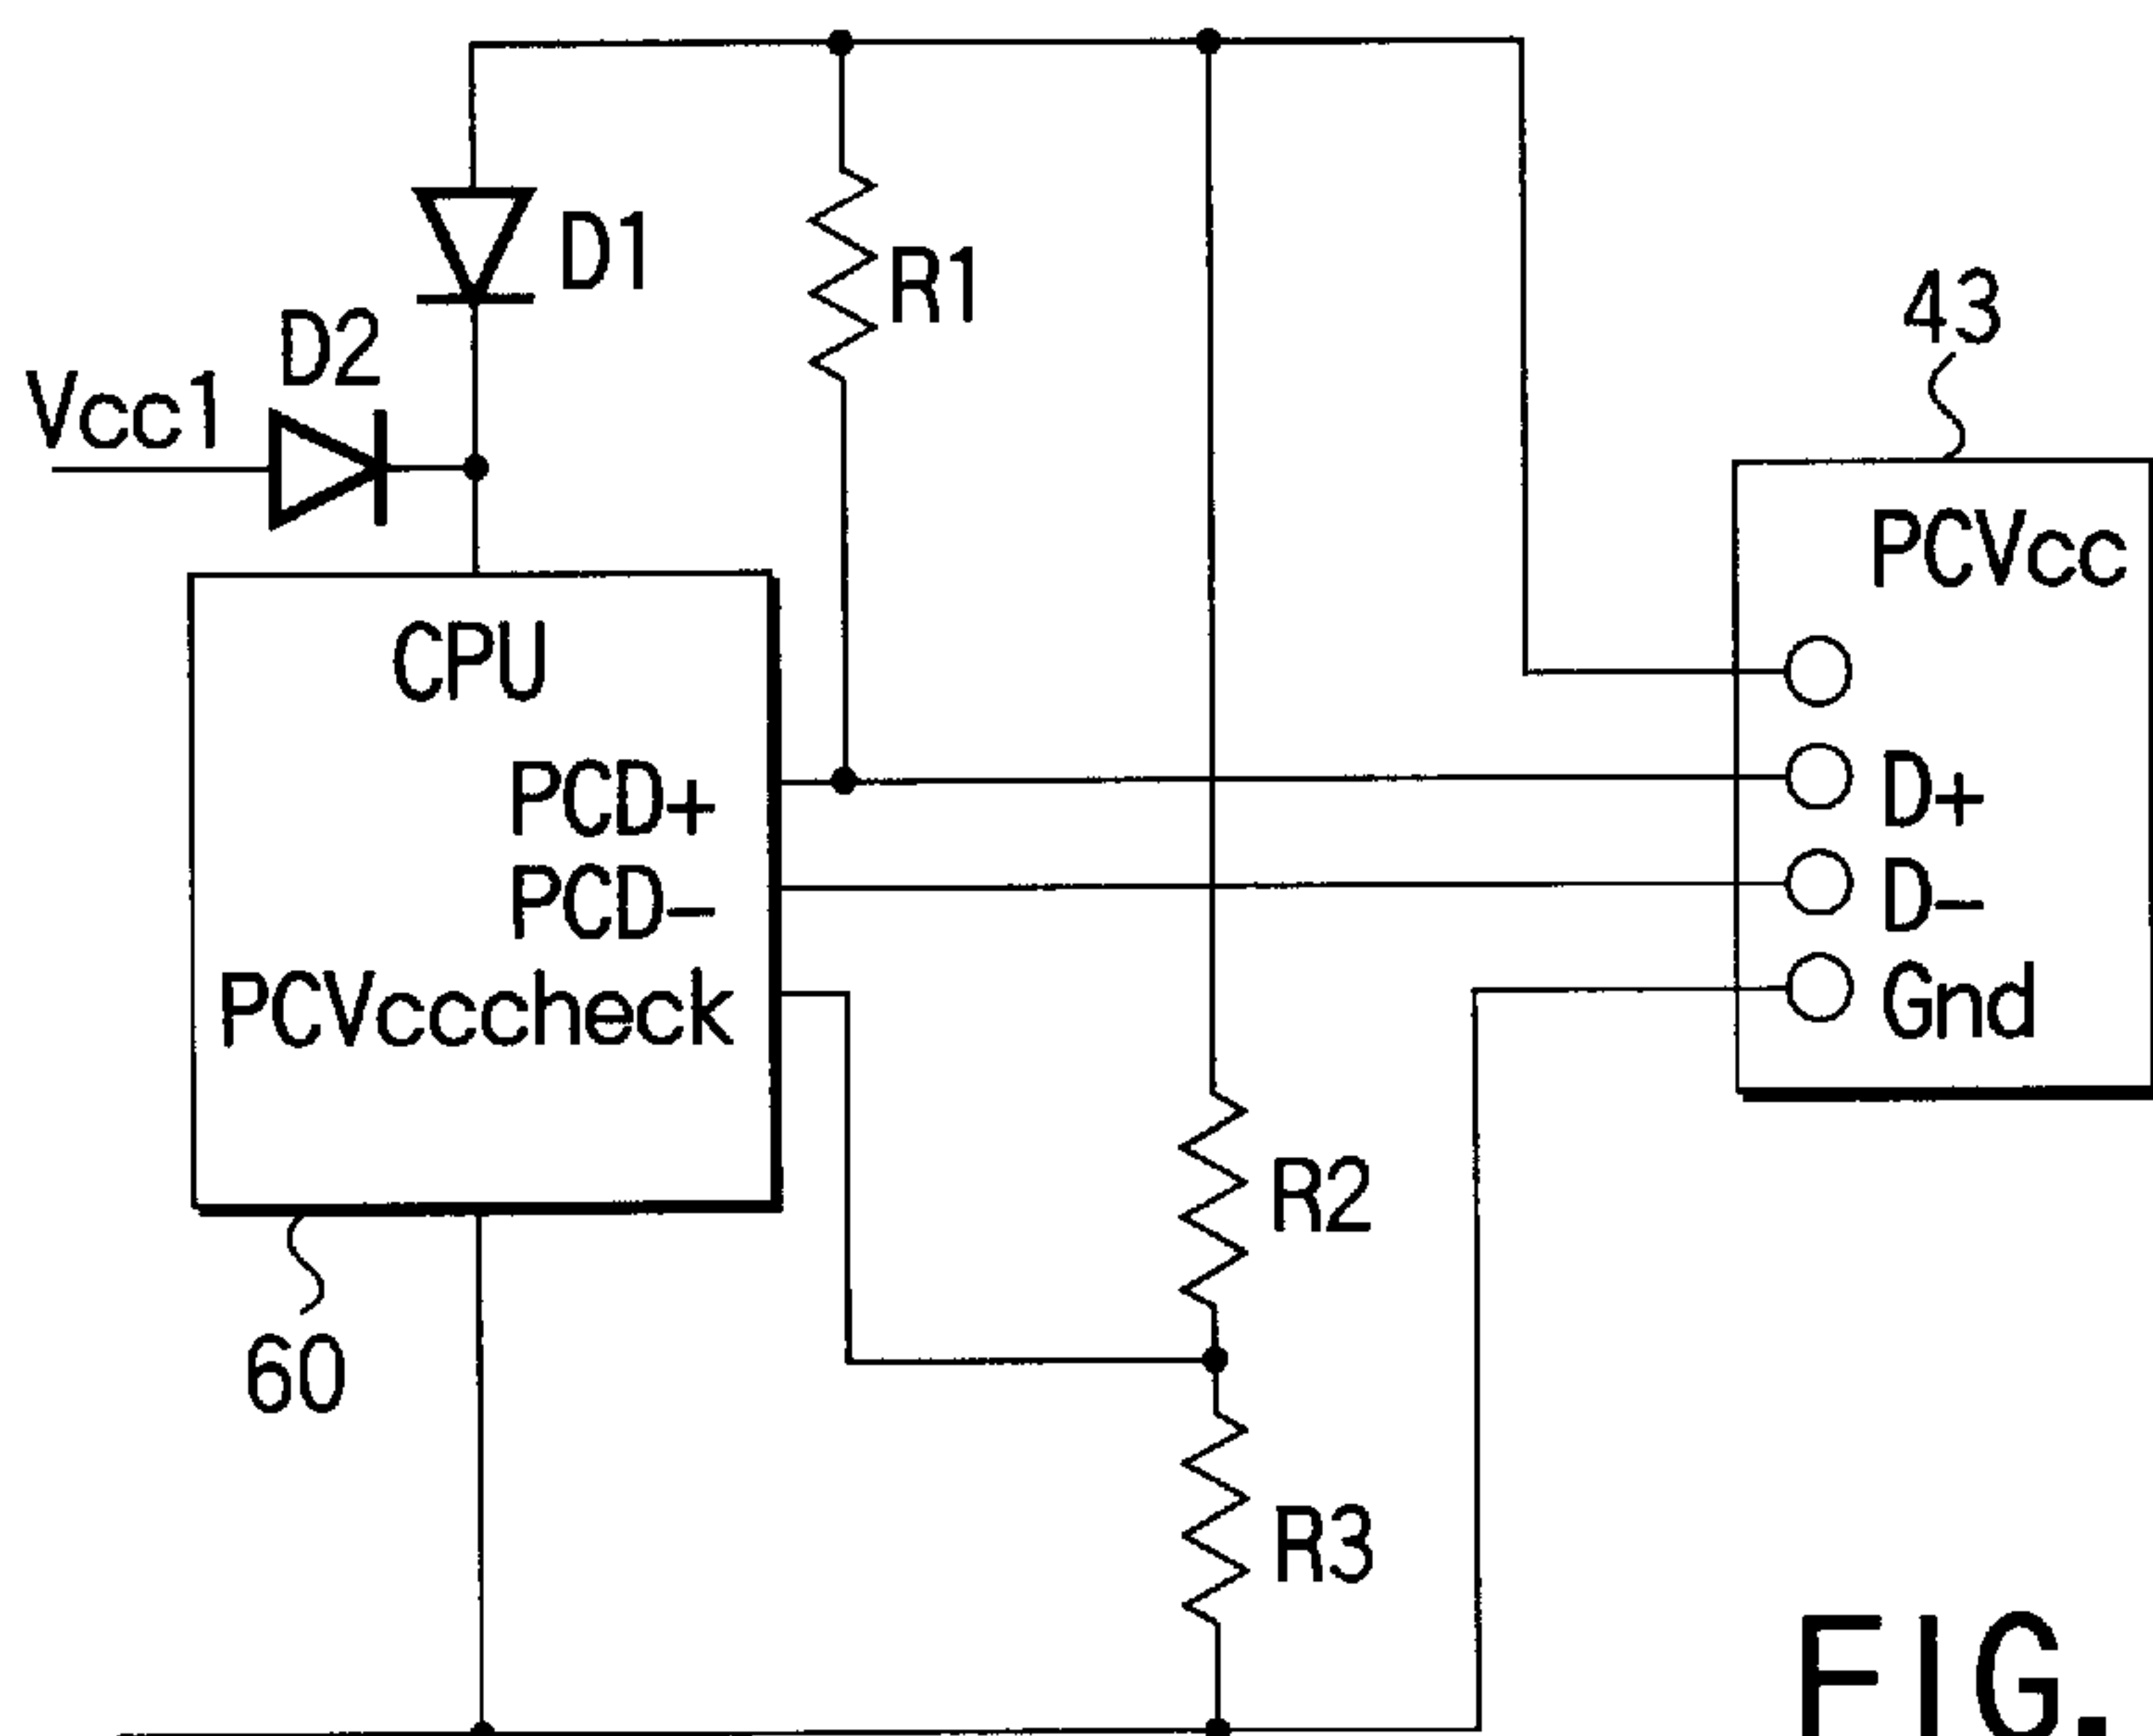 D1
R1
D2
Vcc1
43
PCVcc
CPU
PCD+
D+
PCD-
D-
PCVcccheck
Gnd
R2
60
R3
FIG.